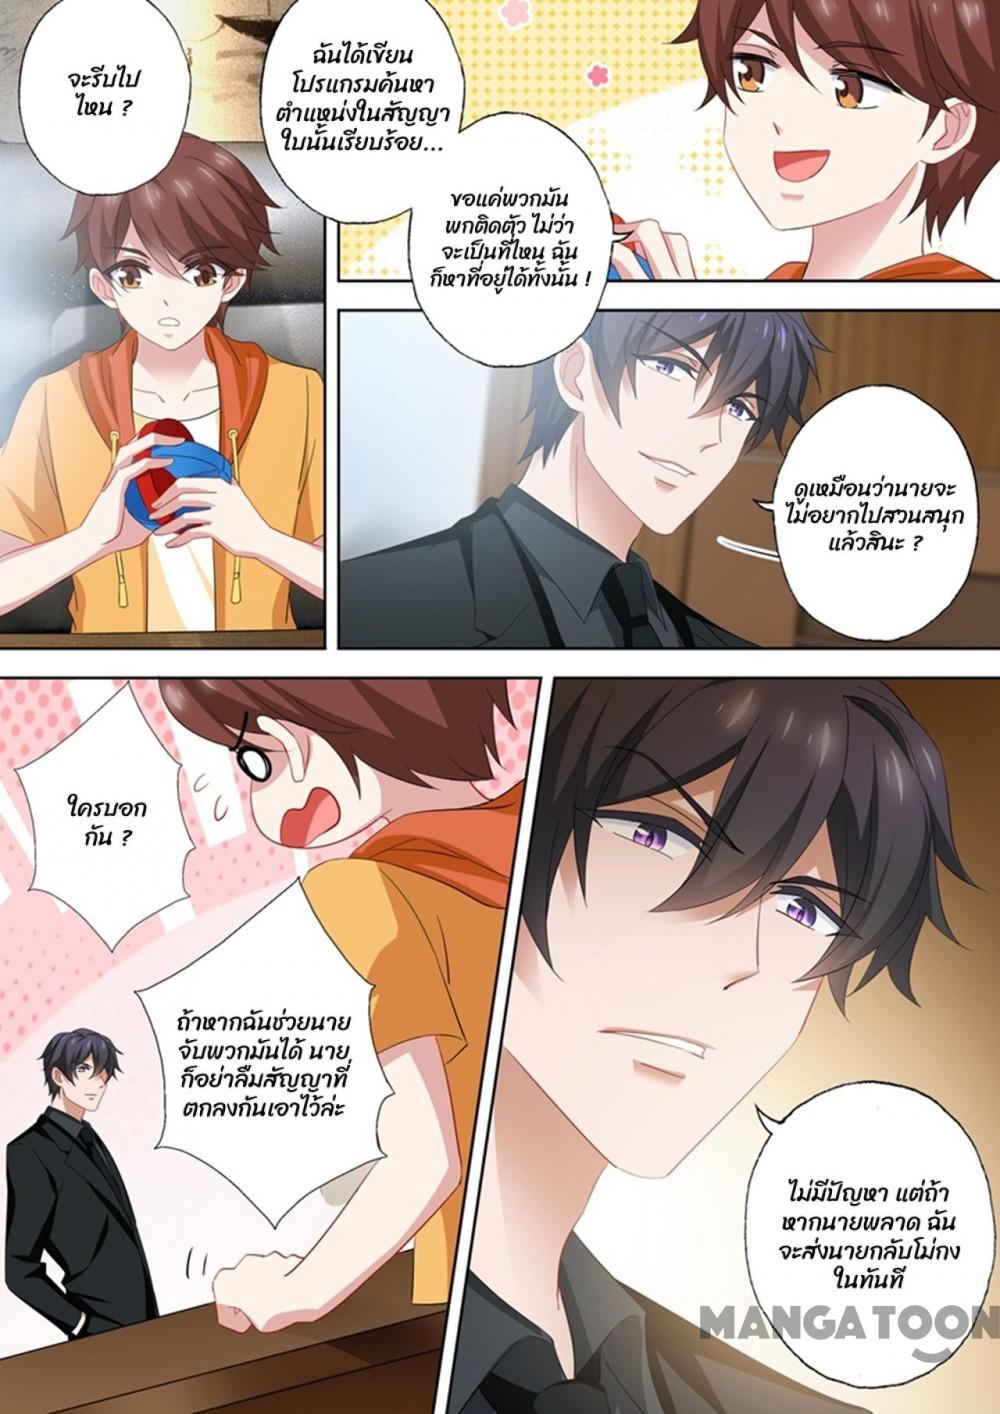 จะรีบไป
ไหน ?
ฉันได้เขียน
โปรแกรมค้นหา
ตำแหน่งในสัญญา
ใบนั้นเรียบร้อย...
ขอแค่พวกมัน
พกติดตัว ไม่ว่า
จะเป็นที่ไหน ฉัน
ก็หาที่อยู่ได้ทั้งนั้น !
ดูเหมือนว่านายจะ
ไม่อยากไปสวนสนุก
แล้วสินะ ?
ใครบอก
กัน ?
ถ้าหากฉันช่วยนาย
จับพวกมันได้ นาย
ก็อย่าลืมสัญญาที่
ตกลงกันเอาไว้ล่ะ
ไม่มีปัญหา แต่ถ้า
หากนายพลาด ฉัน
จะส่งนายกลับโม่กง
ในทันที
MANGATOON